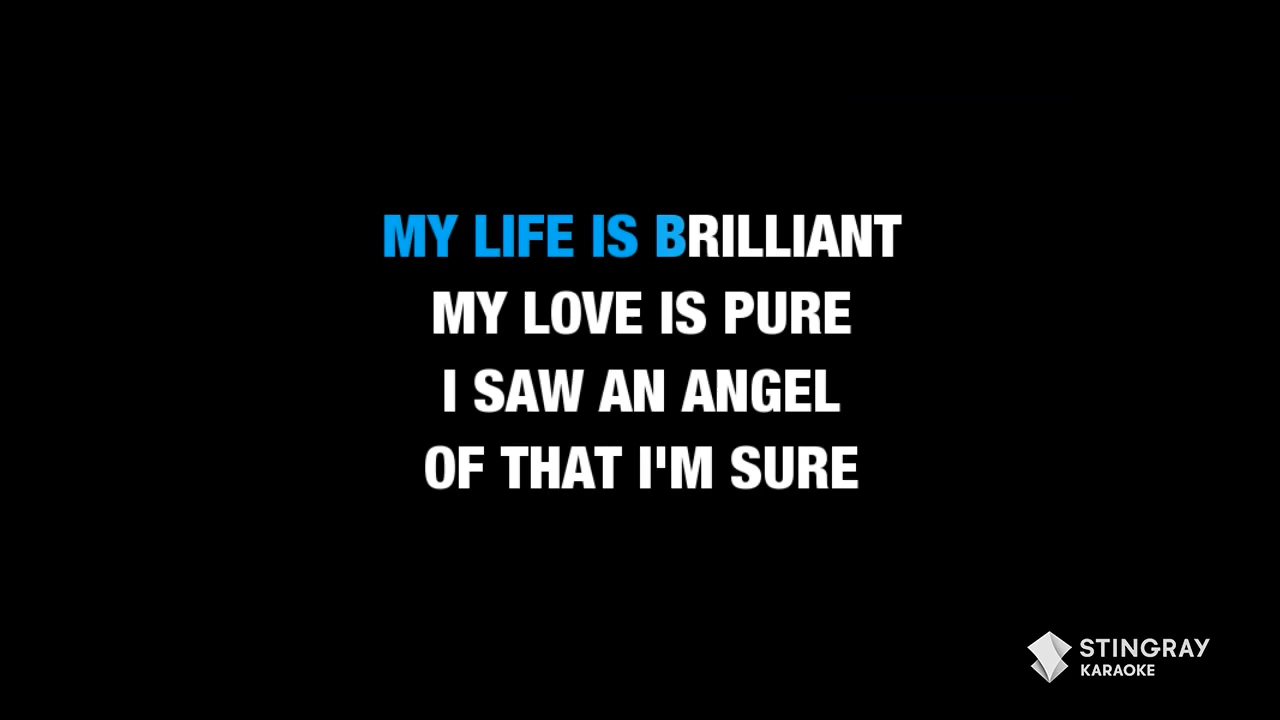 MY LIFE IS BRILLIANT
MY LOVE IS PURE
I SAW AN ANGEL
OF THAT I'M SURE
STINGRAY
KARAOKE